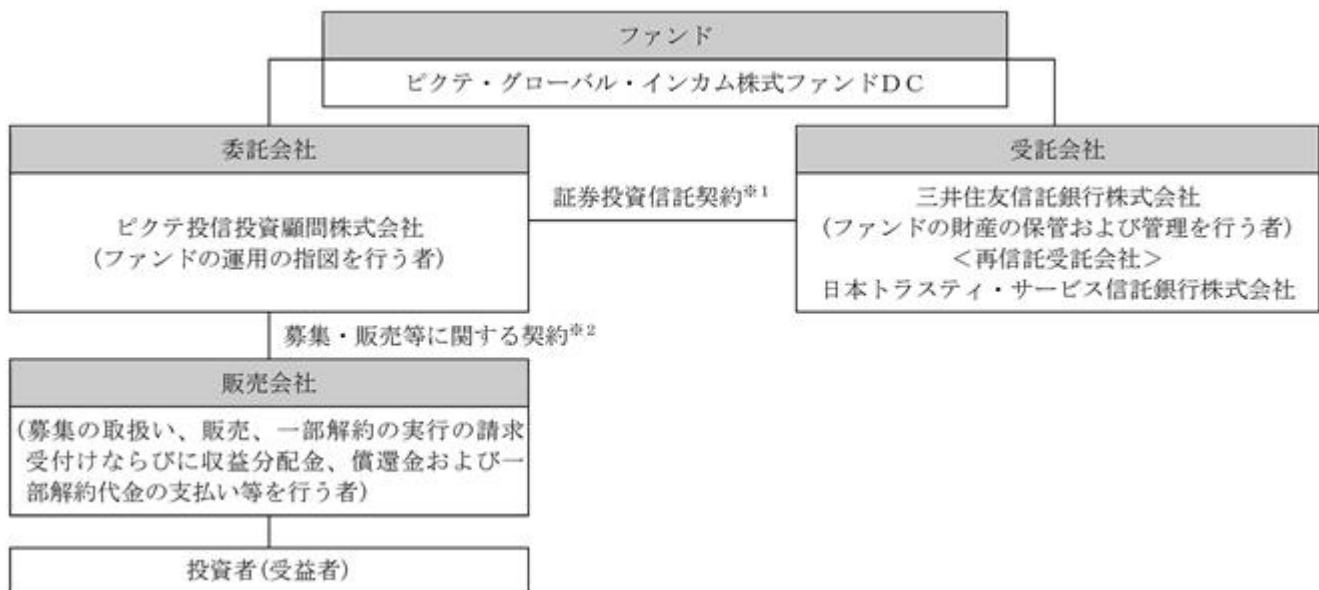 ファンド
ピクテ・グローバル・インカム株式ファンドDC
委託会社
ピクテ投信投資顧問株式会社
(ファンドの運用の指図を行う者)
証券投資信託契約※1
受託会社
三井住友信託銀行株式会社
(ファンドの財産の保管および管理を行う者)
<再信託受託会社>
日本トラスティ・サービス信託銀行株式会社
募集・販売等に関する契約※2
販売会社
(募集の取扱い、販売、一部解約の実行の請求
受付けならびに収益分配金、償還金および一
部解約代金の支払い等を行う者)
投資者(受益者)